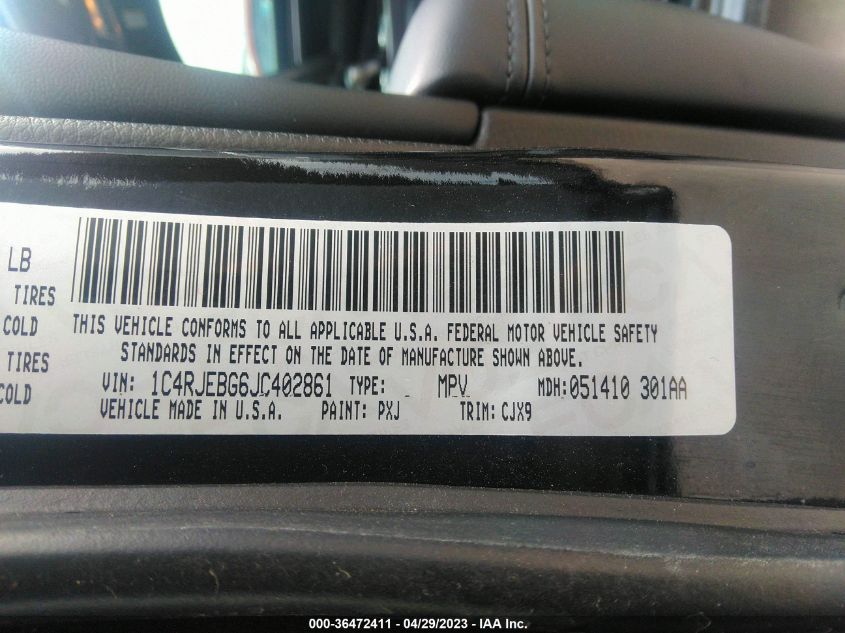 LB
TIRES
COLD
TIRES
COLD
THIS VEHICLE CONFORMS TO ALL APPLICABLE U.S.A. FEDERAL MOTOR VEHICLE SAFETY
STANDARDS IN EFFECT ON THE DATE OF MANUFACTURE SHOWN ABOVE.
VIN: 1C4RJEBG6JC402861 TYPE: MPV MDH:051410 301AA
VEHICLE MADE IN U.S.A. PAINT: PXJ TRIM: CJX9
000-36472411 - 04/29/2023 - IAA Inc.